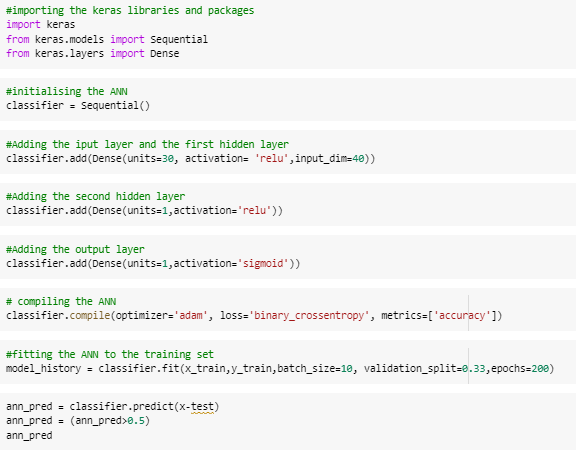 #importing the keras libraries and packages
import keras
from keras.models import Sequential
from keras.layers import Dense
#initialising the ANN
classifier = Sequential()
#Adding the iput layer and the first hidden layer
classifier.add(Dense(units=30, activation= 'relu',input_dim=40))
#Adding the second hidden layer
classifier.add(Dense(units=1,activation='relu'))
#Adding the output layer
classifier.add(Dense(units=1,activation='sigmoid'))
# compiling the ANN
classifier.compile(optimizer='adam', loss='binary_crossentropy', metrics=['accuracy'])
#fitting the ANN to the training set
model_history = classifier.fit(x_train,y_train,batch_size=10, validation_split=0.33,epochs=200)
ann_pred = classifier.predict(x-test)
ann_pred = (ann_pred>0.5)
ann_pred